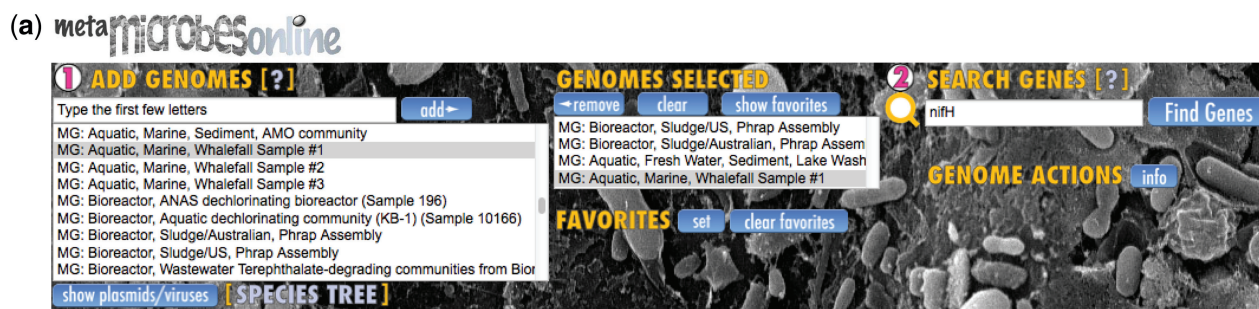 (a) metamicrobesonline
1 ADD GENOMES [?]
Type the first few letters
add
MG: Aquatic, Marine, Sediment, AMO community
MG: Aquatic, Marine, Whalefall Sample #1
MG: Aquatic, Marine, Whalefall Sample #2
MG: Aquatic, Marine, Whalefall Sample #3
MG: Bioreactor, ANAS dechlorinating bioreactor (Sample 196)
MG: Bioreactor, Aquatic dechlorinating community (KB-1) (Sample 10166)
MG: Bioreactor, Sludge/Australian, Phrap Assembly
MG: Bioreactor, Sludge/US, Phrap Assembly
MG: Bioreactor, Wastewater Terephthalate-degrading communities from Bior
show plasmids/viruses [SPECIES TREE]
GENOMES SELECTED
remove clear show favorites
MG: Bioreactor, Sludge/US, Phrap Assembly
MG: Bioreactor, Sludge/Australian, Phrap Assem
MG: Aquatic, Fresh Water, Sediment, Lake Wash
MG: Aquatic, Marine, Whalefall Sample #1
FAVORITES set clear favorites
2 SEARCH GENES [?]
nifH
Find Genes
GENOME ACTIONS info